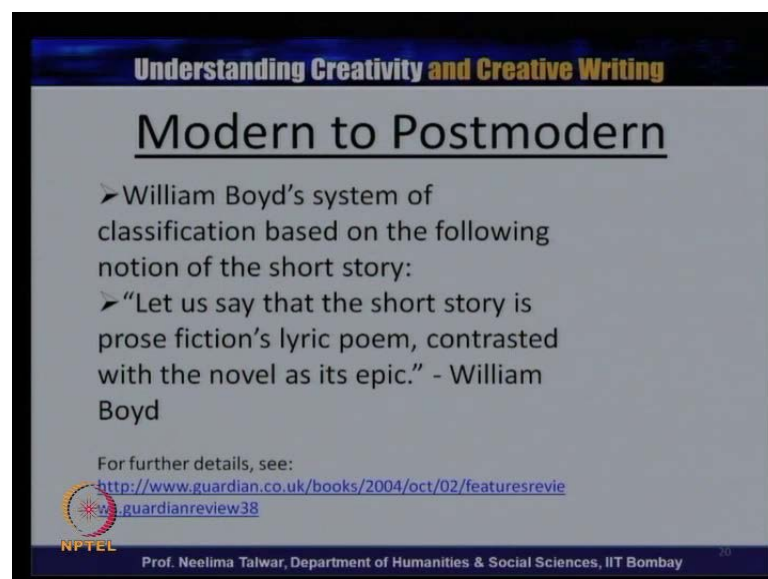 Understanding Creativity and Creative Writing
Modern to Postmodern
➢William Boyd’s system of
classification based on the following
notion of the short story:
➢“Let us say that the short story is
prose fiction’s lyric poem, contrasted
with the novel as its epic.” - William
Boyd
For further details, see:
http://www.guardian.co.uk/books/2004/oct/02/featuresrevie
ws.guardianreview38
NPTEL
Prof. Neelima Talwar, Department of Humanities & Social Sciences, IIT Bombay
20